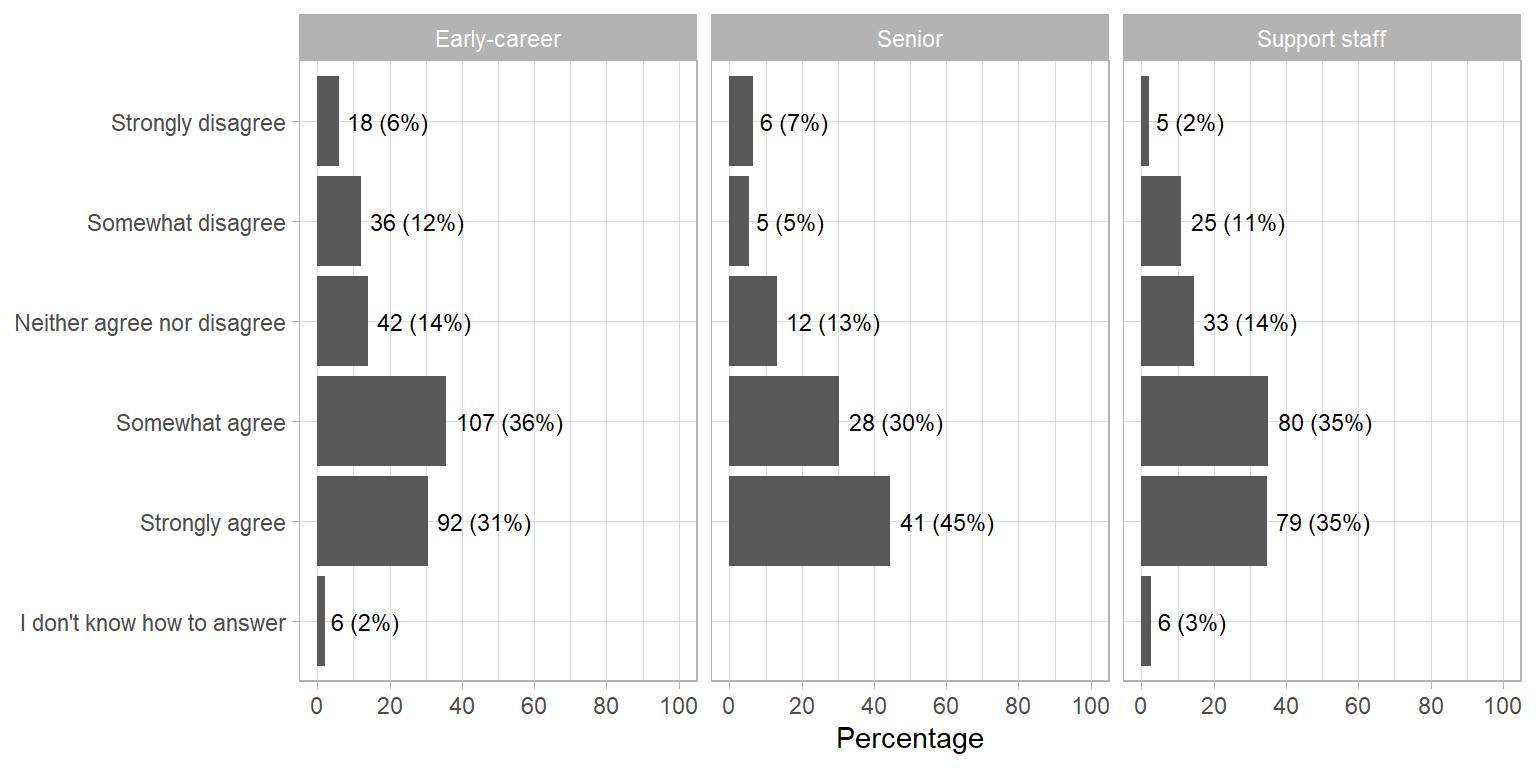 Early-career Senior Support staff
Strongly disagree 18 (6%) 6 (7%) 5 (2%)
Somewhat disagree 36 (12%) 5 (5%) 25 (11%)
Neither agree nor disagree 42 (14%) 12 (13%) 33 (14%)
Somewhat agree 107 (36%) 28 (30%) 80 (35%)
Strongly agree 92 (31%) 41 (45%) 79 (35%)
I don't know how to answer 6 (2%) 6 (3%)
0 20 40 60 80 100 0 20 40 60 80 100 0 20 40 60 80 100
Percentage